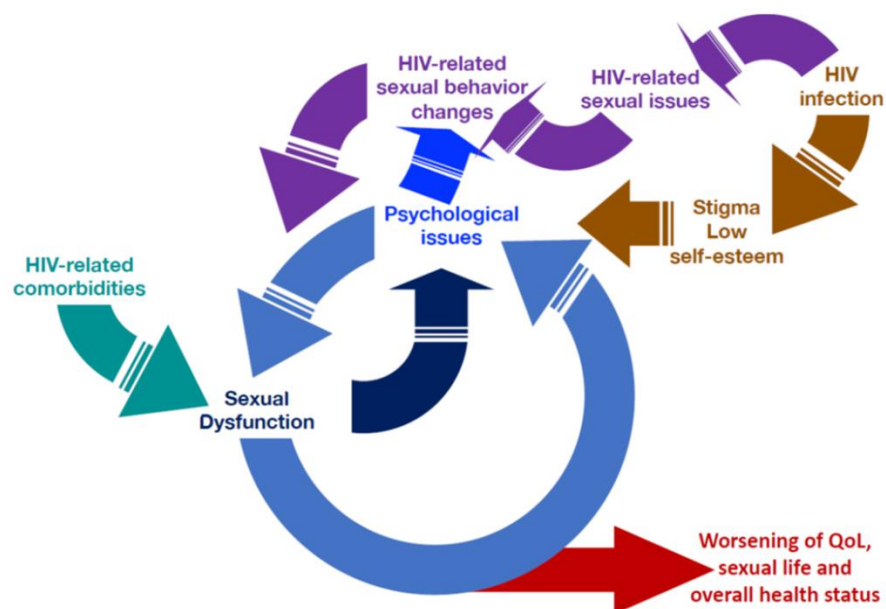 HIV-related
sexual behavior
changes
HIV-related
sexual issues
HIV
infection
Psychological
issues
Stigma
Low
self-esteem
HIV-related
comorbidities
Sexual
Dysfunction
Worsening of QoL,
sexual life and
overall health status